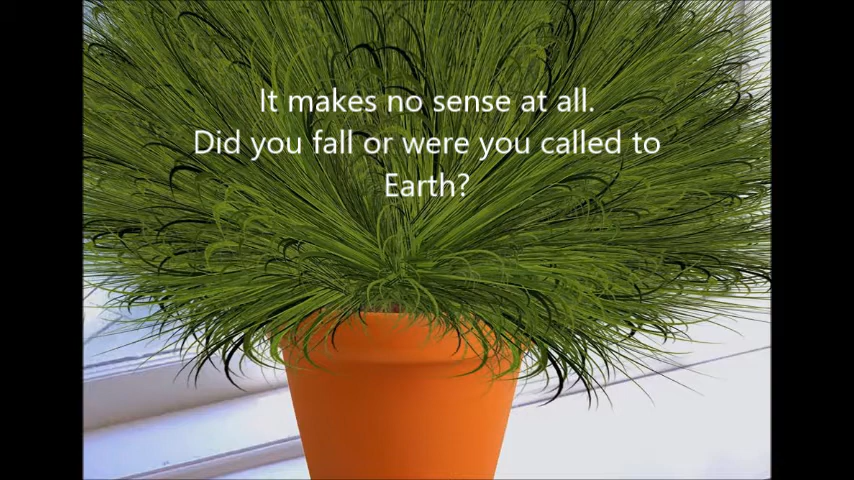 It makes no sense at all.
Did you fall or were you called to
Earth?